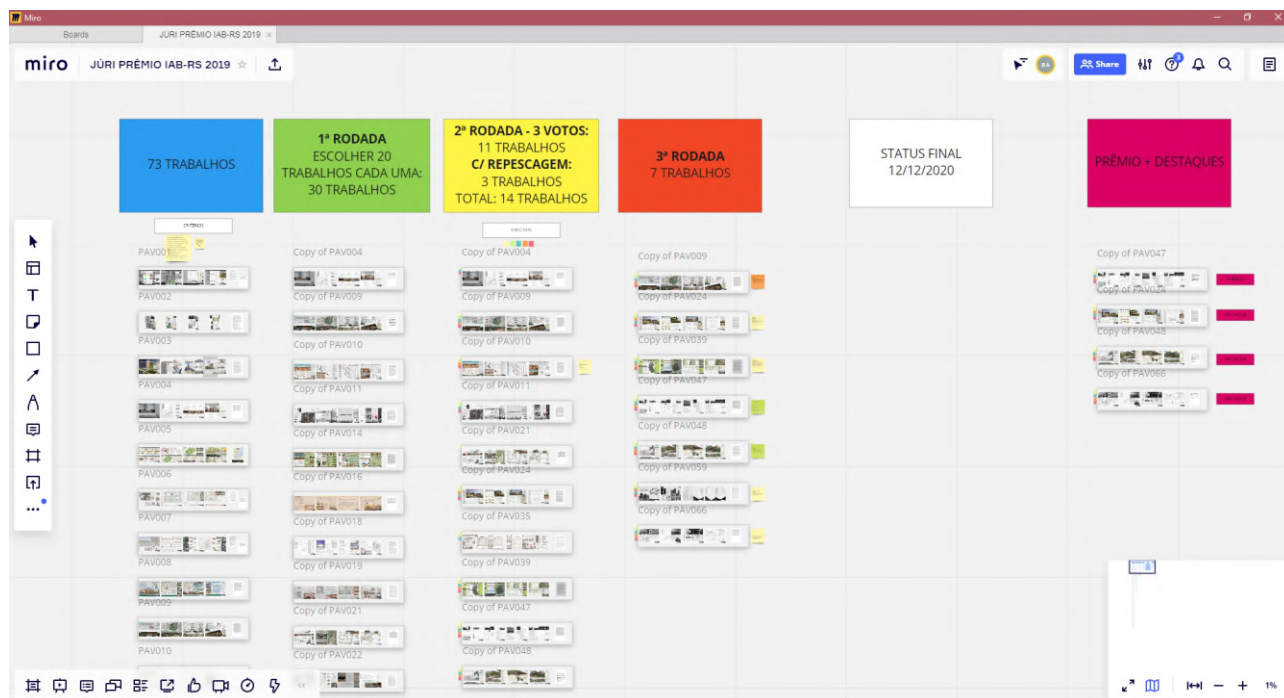 Miro
Boards
JÚRI PRÊMIO IAB-RS 2019
miro
JÚRI PRÊMIO IAB-RS 2019
Share
3
73 TRABALHOS
1ª RODADA
ESCOLHER 20
TRABALHOS CADA UMA:
30 TRABALHOS
2ª RODADA - 3 VOTOS:
11 TRABALHOS
C/ REPESCAGEM:
3 TRABALHOS
TOTAL: 14 TRABALHOS
3ª RODADA
7 TRABALHOS
STATUS FINAL
12/12/2020
PRÊMIO + DESTAQUES
PAV001
PAV002
PAV003
PAV004
PAV005
PAV006
PAV007
PAV008
PAV009
PAV010
Copy of PAV004
Copy of PAV009
Copy of PAV010
Copy of PAV011
Copy of PAV014
Copy of PAV016
Copy of PAV018
Copy of PAV019
Copy of PAV021
Copy of PAV022
Copy of PAV004
Copy of PAV009
Copy of PAV010
Copy of PAV011
Copy of PAV021
Copy of PAV024
Copy of PAV035
Copy of PAV039
Copy of PAV047
Copy of PAV048
Copy of PAV009
Copy of PAV024
Copy of PAV039
Copy of PAV047
Copy of PAV048
Copy of PAV059
Copy of PAV066
Copy of PAV047
Copy of PAV024
Copy of PAV048
Copy of PAV066
1%